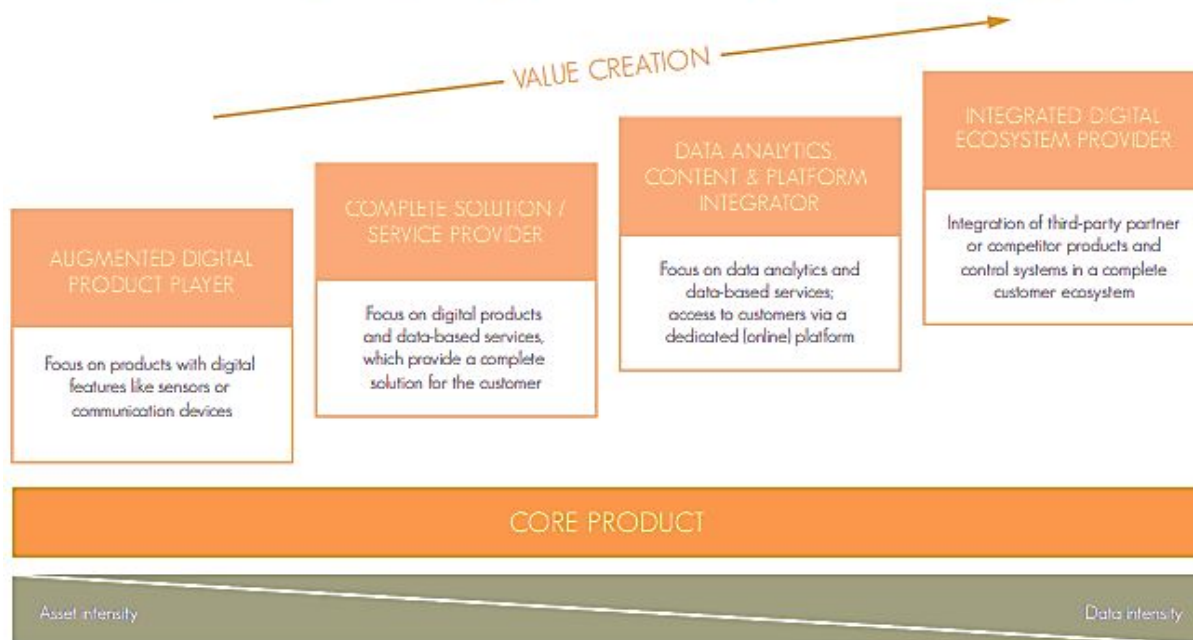 VALUE CREATION
AUGMENTED DIGITAL
PRODUCT PLAYER
Focus on products with digital
features like sensors or
communication devices
COMPLETE SOLUTION /
SERVICE PROVIDER
Focus on digital products
and data-based services,
which provide a complete
solution for the customer
DATA ANALYTICS
CONTENT & PLATFORM
INTEGRATOR
Focus on data analytics and
data-based services;
access to customers via a
dedicated (online) platform
INTEGRATED DIGITAL
ECOSYSTEM PROVIDER
Integration of third-party partner
or competitor products and
control systems in a complete
customer ecosystem
CORE PRODUCT
Asset intensity
Data intensity